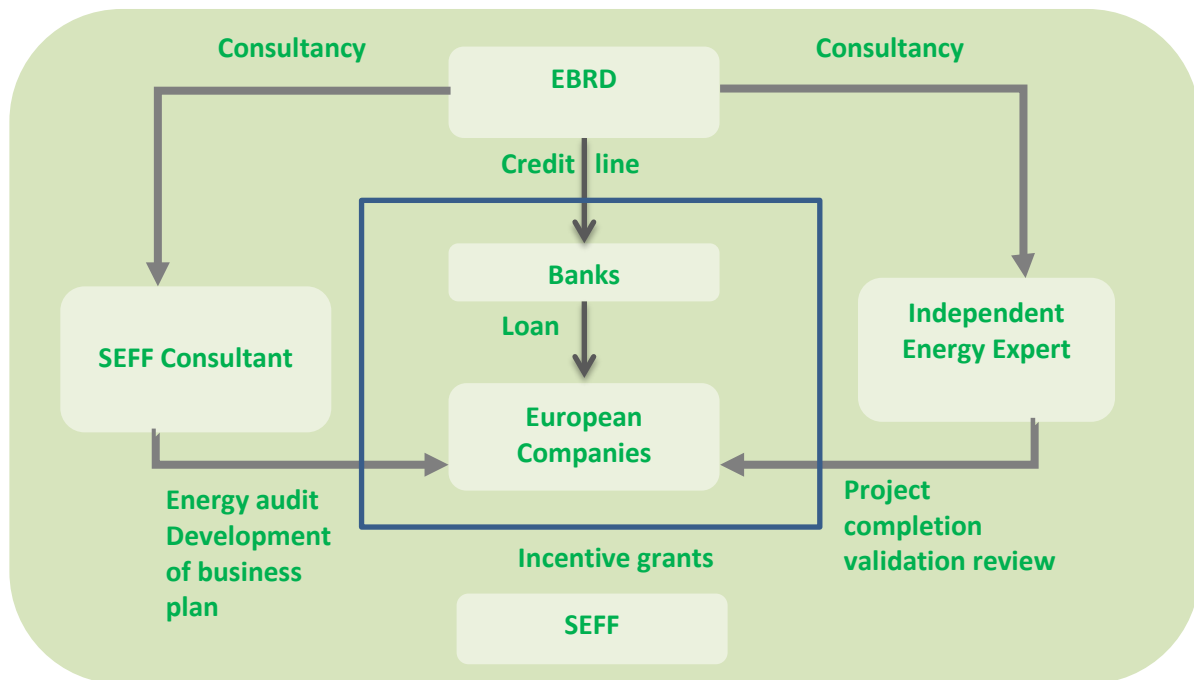 Consultancy
EBRD
Consultancy
Credit line
Banks
Loan
SEFF Consultant
Independent
Energy Expert
European
Companies
Energy audit
Development
of business
plan
Project
completion
validation review
Incentive grants
SEFF